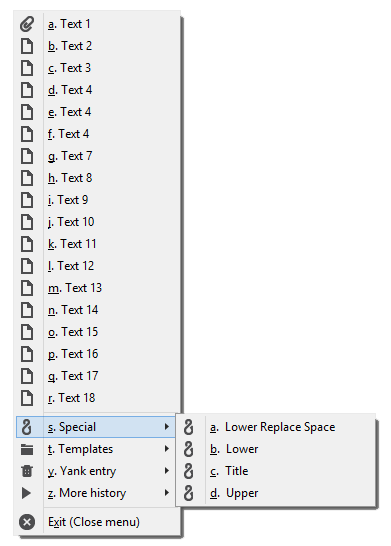 a. Text 1
b. Text 2
c. Text 3
d. Text 4
e. Text 4
f. Text 4
g. Text 7
h. Text 8
i. Text 9
j. Text 10
k. Text 11
l. Text 12
m. Text 13
n. Text 14
o. Text 15
p. Text 16
q. Text 17
r. Text 18
s. Special
t. Templates
y. Yank entry
z. More history
Exit (Close menu)
a. Lower Replace Space
b. Lower
c. Title
d. Upper